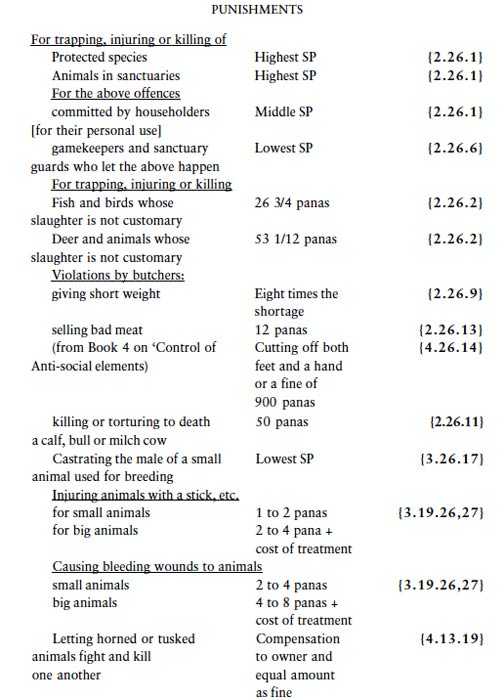 PUNISHMENTS
For trapping, injuring or killing of
Protected species Highest SP {2.26.1}
Animals in sanctuaries Highest SP {2.26.1}
For the above offences
committed by householders Middle SP {2.26.1}
[for their personal use]
gamekeepers and sanctuary Lowest SP {2.26.6}
guards who let the above happen
For trapping, injuring or killing
Fish and birds whose 26 3/4 panas {2.26.2}
slaughter is not customary
Deer and animals whose 53 1/12 panas {2.26.2}
slaughter is not customary
Violations by butchers:
giving short weight Eight times the {2.26.9}
shortage
selling bad meat 12 panas {2.26.13}
(from Book 4 on ‘Control of Cutting off both {4.26.14}
Anti-social elements) feet and a hand
or a fine of
900 panas
killing or torturing to death 50 panas {2.26.11}
a calf, bull or milch cow
Castrating the male of a small Lowest SP {3.26.17}
animal used for breeding
Injuring animals with a stick, etc.
for small animals 1 to 2 panas {3.19.26,27}
for big animals 2 to 4 pana +
cost of treatment
Causing bleeding wounds to animals
small animals 2 to 4 panas {3.19.26,27}
big animals 4 to 8 panas +
cost of treatment
Letting horned or tusked Compensation {4.13.19}
animals fight and kill to owner and
one another equal amount
as fine